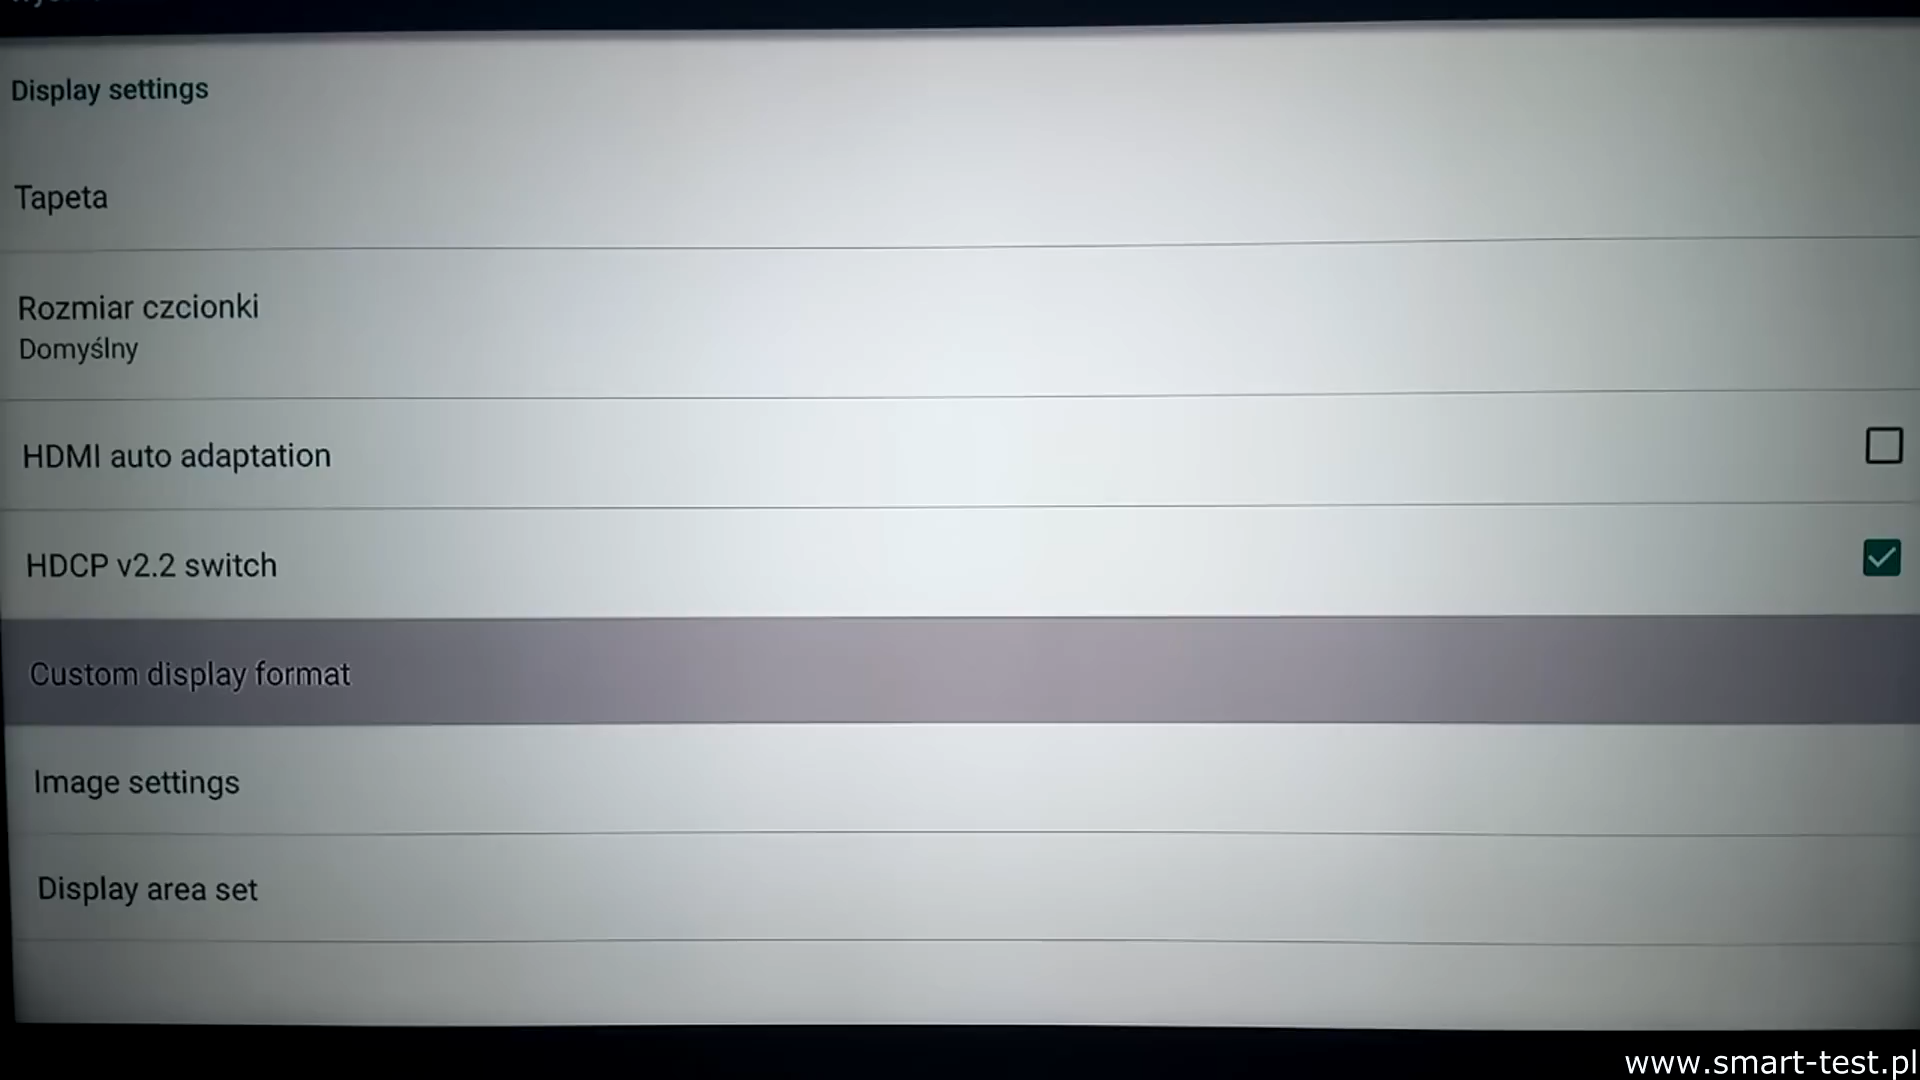 Display settings
Tapeta
Rozmiar czcionki
Domyślny
HDMI auto adaptation
HDCP v2.2 switch
Custom display format
Image settings
Display area set
www.smart-test.pl